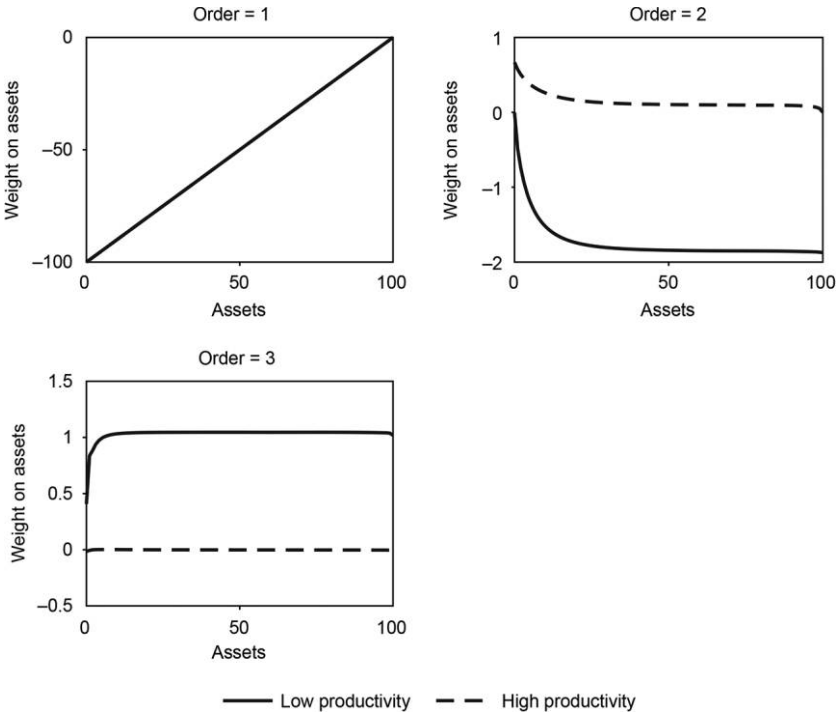 Order = 1
Weight on assets
0
–50
–100
0
50
100
Assets
Order = 2
Weight on assets
1
0
–1
–2
0
50
100
Assets
Order = 3
Weight on assets
1.5
1
0.5
0
–0.5
0
50
100
Assets
Low productivity
High productivity